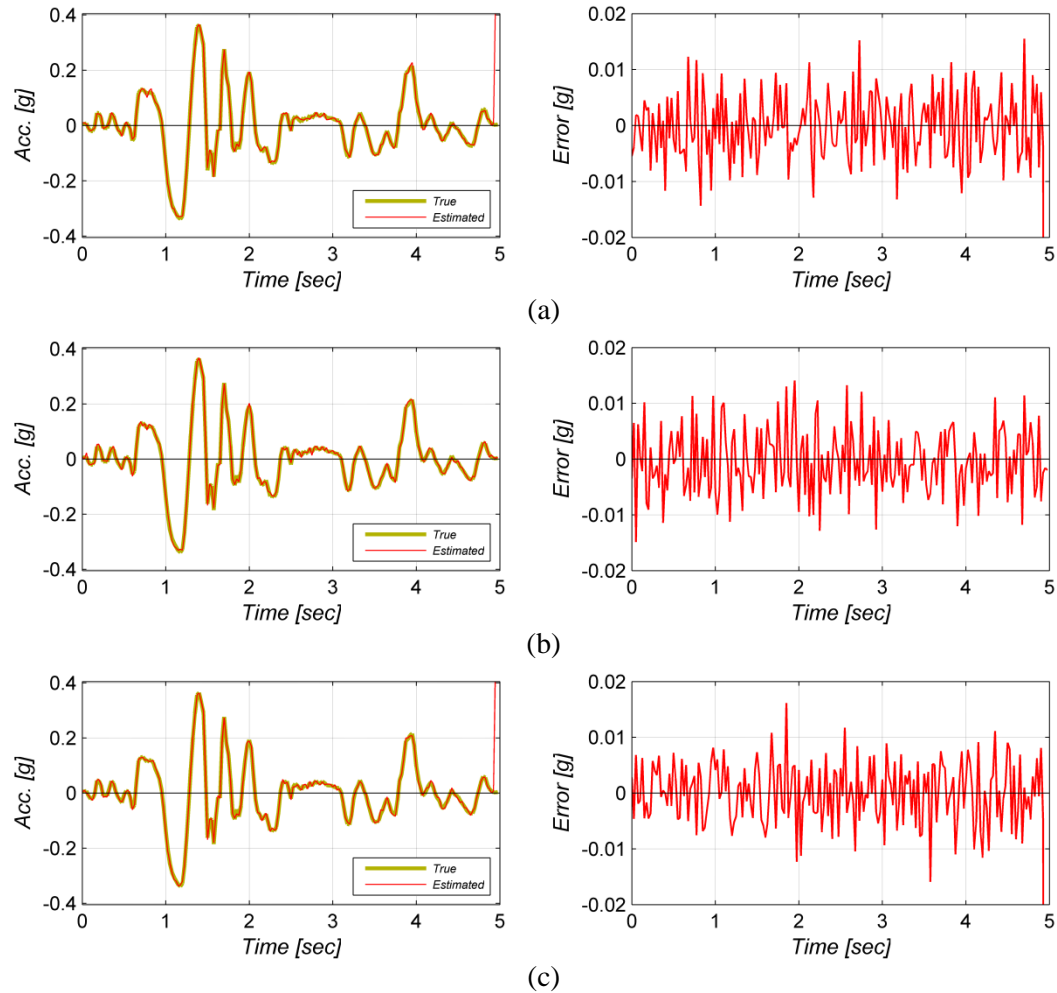 0.4
0.2
0
-0.2
-0.4
Acc. [g]
True
Estimated
0 1 2 3 4 5
Time [sec]
0.02
0.01
0
-0.01
-0.02
Error [g]
0 1 2 3 4 5
Time [sec]
(a)
0.4
0.2
0
-0.2
-0.4
Acc. [g]
True
Estimated
0 1 2 3 4 5
Time [sec]
0.02
0.01
0
-0.01
-0.02
Error [g]
0 1 2 3 4 5
Time [sec]
(b)
0.4
0.2
0
-0.2
-0.4
Acc. [g]
True
Estimated
0 1 2 3 4 5
Time [sec]
0.02
0.01
0
-0.01
-0.02
Error [g]
0 1 2 3 4 5
Time [sec]
(c)